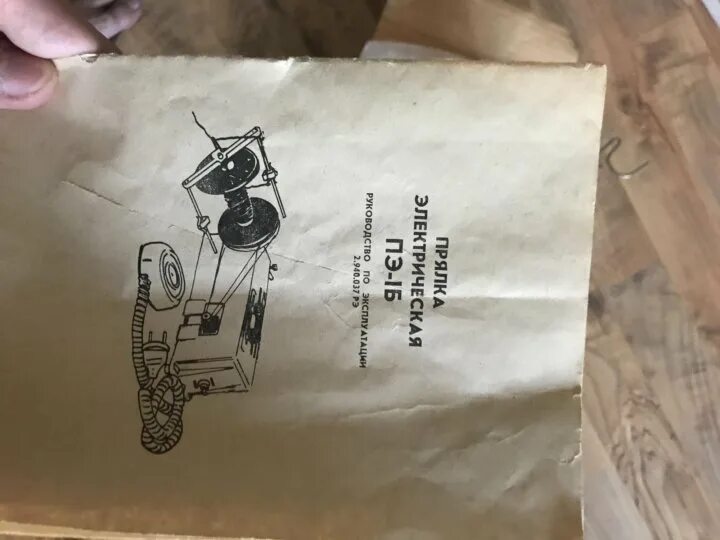 ПРЯЛКА
ЭЛЕКТРИЧЕСКАЯ
ПЭ-1Б
РУКОВОДСТВО ПО ЭКСПЛУАТАЦИИ
2.940.037 РЭ